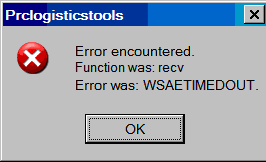 Prclogisticstools
Error encountered.
Function was: recv
Error was: WSAETIMEDOUT.
OK